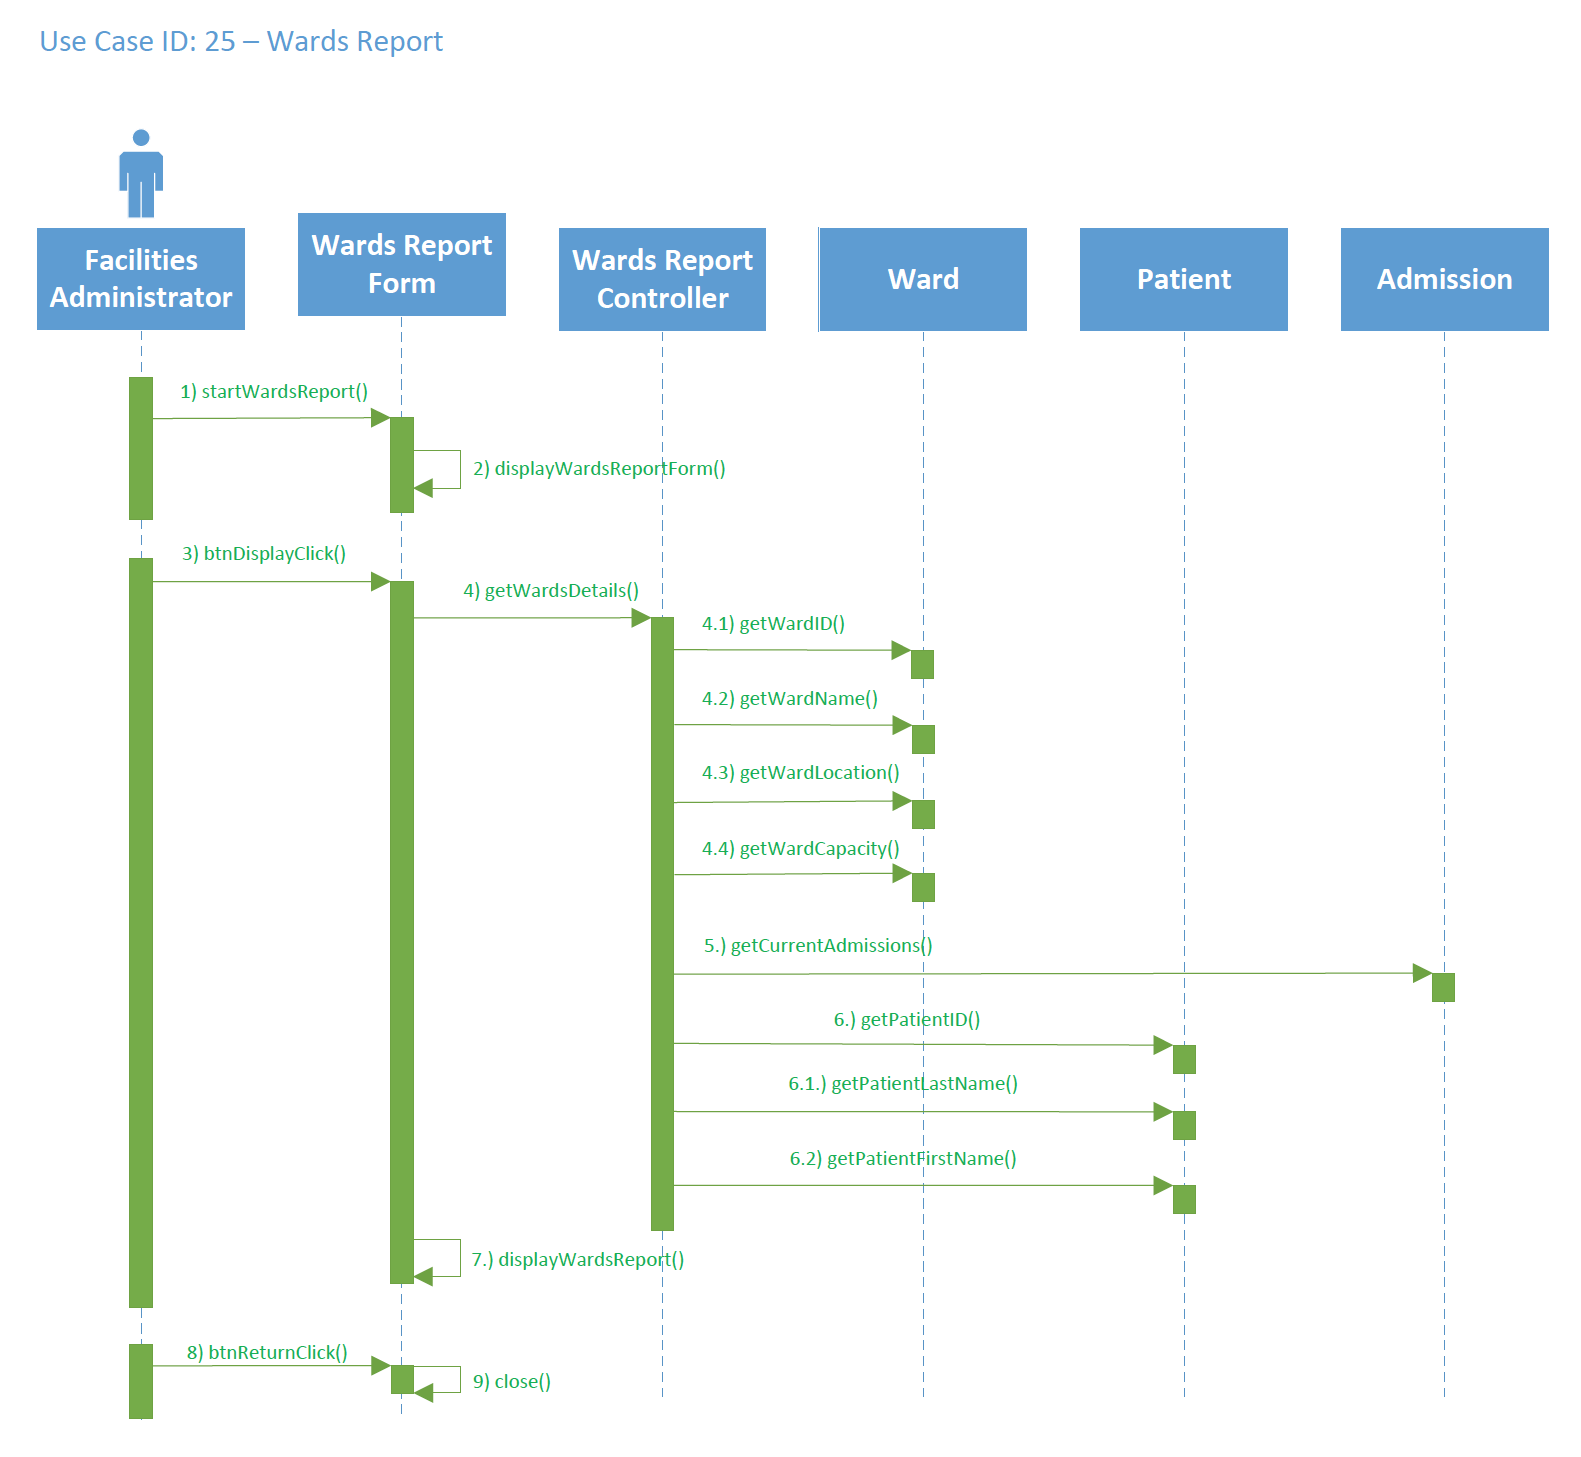 Use Case ID: 25 – Wards Report
Facilities
Administrator
Wards Report
Form
Wards Report
Controller
Ward
Patient
Admission
1) startWardsReport()
2) displayWardsReportForm()
3) btnDisplayClick()
4) getWardsDetails()
4.1) getWardID()
4.2) getWardName()
4.3) getWardLocation()
4.4) getWardCapacity()
5.) getCurrentAdmissions()
6.) getPatientID()
6.1.) getPatientLastName()
6.2) getPatientFirstName()
7.) displayWardsReport()
8) btnReturnClick()
9) close()